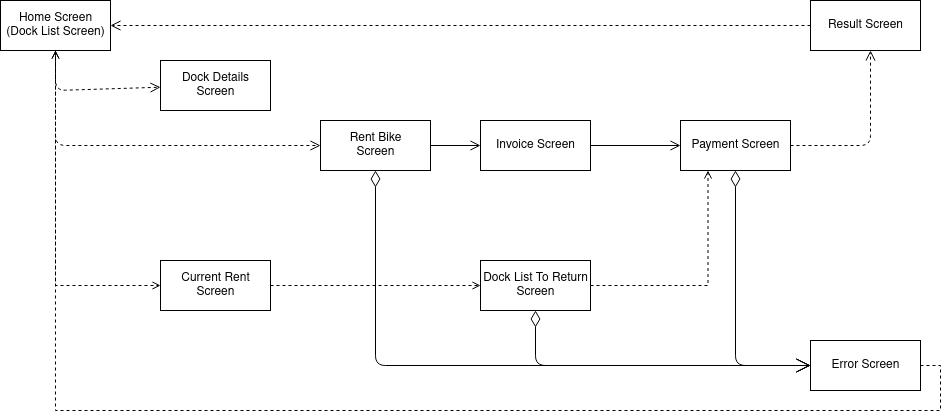 Home Screen
(Dock List Screen)
Result Screen
Dock Details
Screen
Rent Bike
Screen
Invoice Screen
Payment Screen
Current Rent
Screen
Dock List To Return
Screen
Error Screen